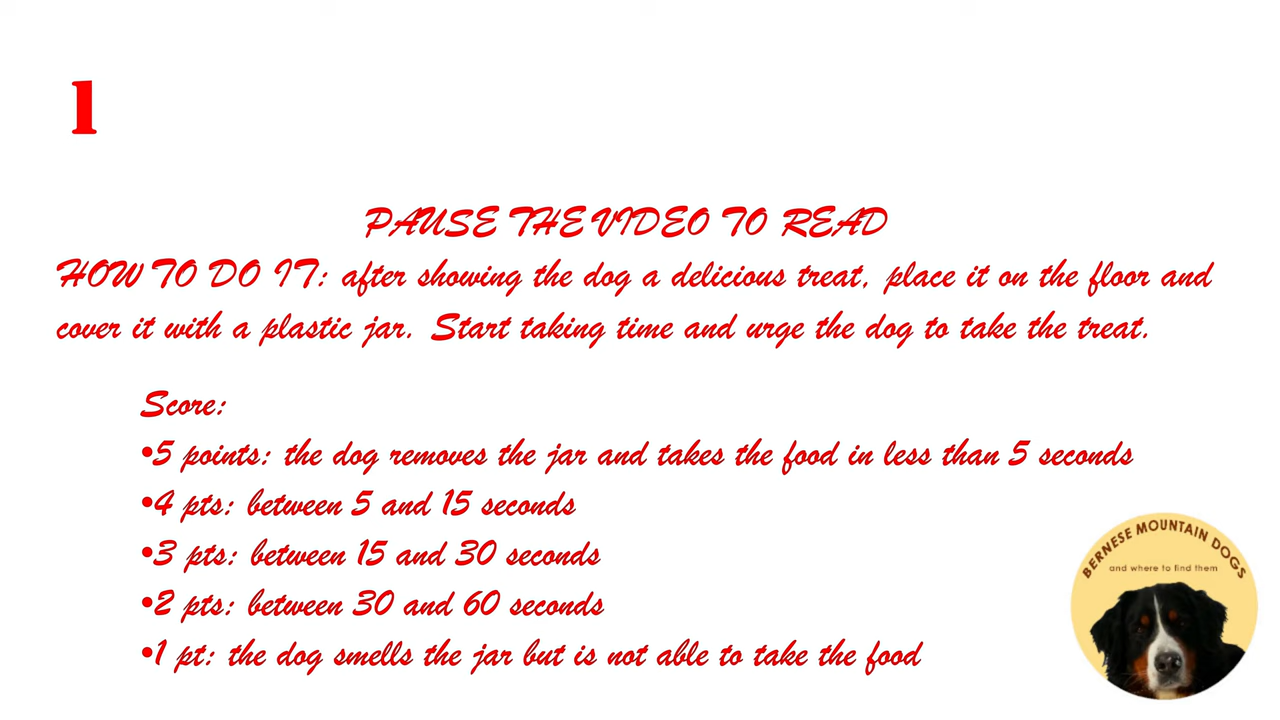 1
PAUSE THE VIDEO TO READ
HOW TO DO IT: after showing the dog a delicious treat, place it on the floor and
cover it with a plastic jar. Start taking time and urge the dog to take the treat.
Score:
•5 points: the dog removes the jar and takes the food in less than 5 seconds
•4 pts: between 5 and 15 seconds
•3 pts: between 15 and 30 seconds
•2 pts: between 30 and 60 seconds
•1 pt: the dog smells the jar but is not able to take the food
BERNESE MOUNTAIN DOGS
and where to find them